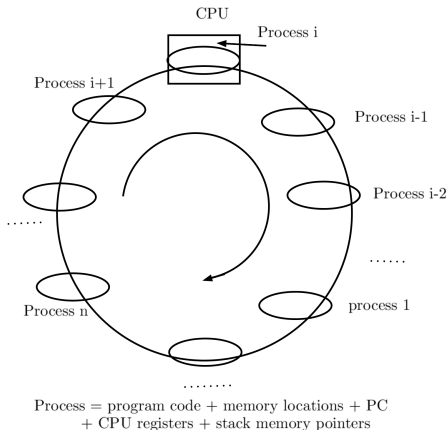 CPU
Process i
Process i+1
Process i-1
Process i-2
......
......
Process n
process 1
........
Process = program code + memory locations + PC
+ CPU registers + stack memory pointers